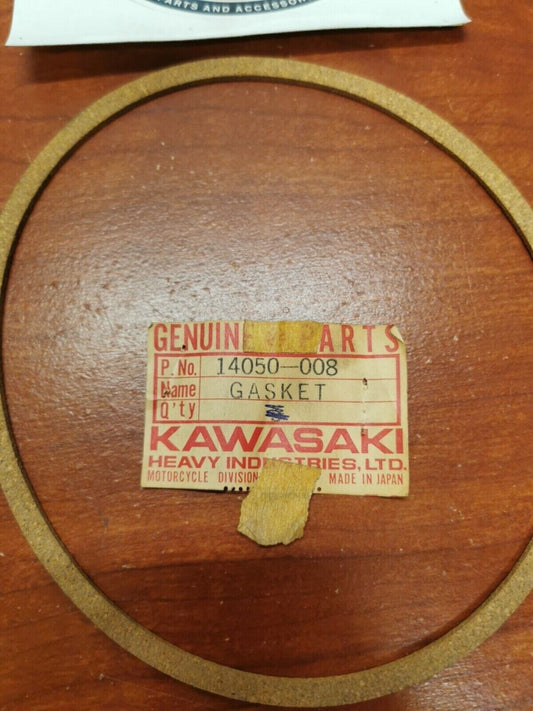 PARTS AND ACCESSOR
GENUIN ARTS
P. No. 14050-008
Name GASKET
Q'ty
KAWASAKI
HEAVY INDUSTRIES, LTD.
MOTORCYCLE DIVISION MADE IN JAPAN